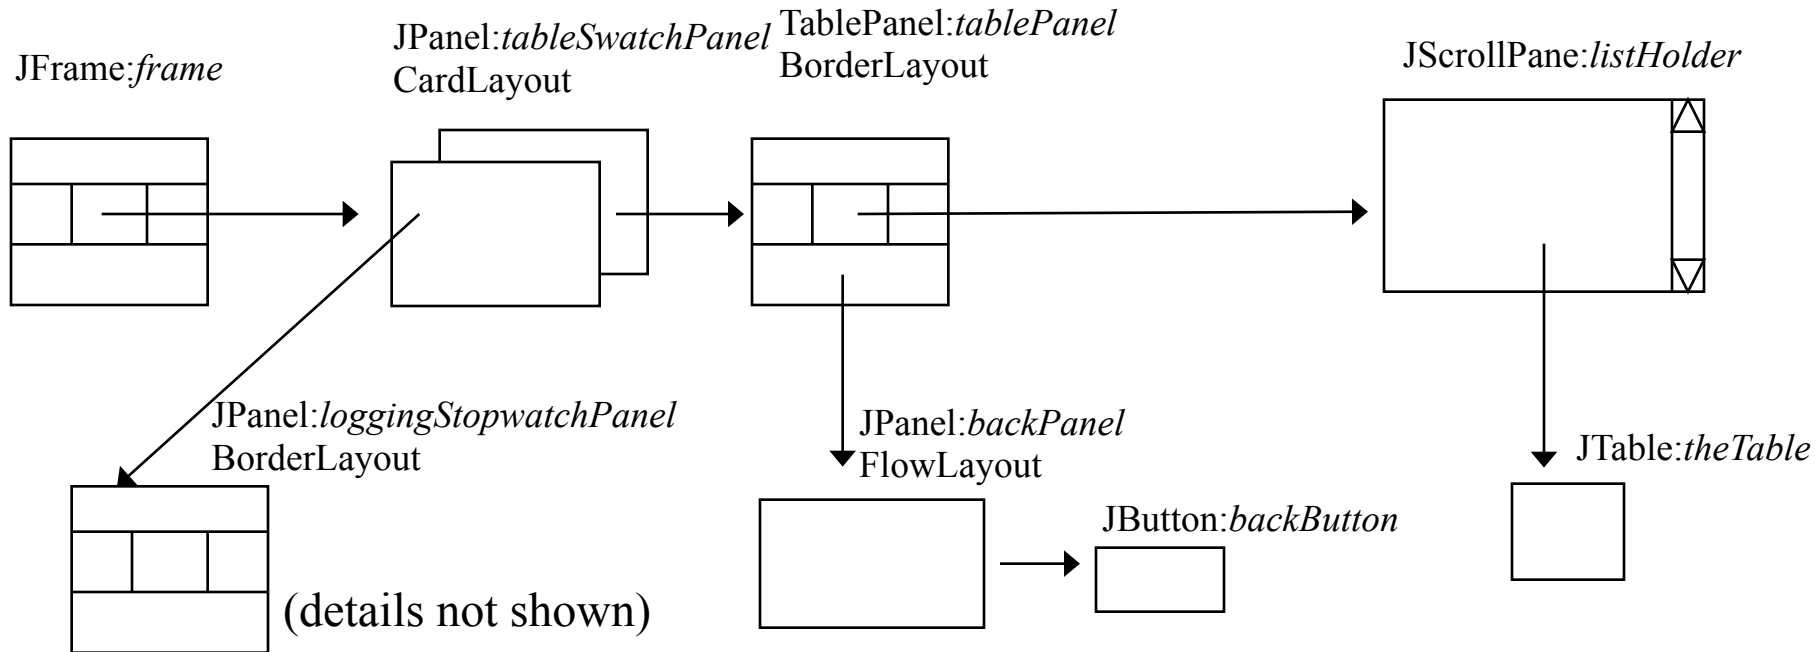 JFrame:frame
JPanel:tableSwatchPanel
CardLayout
TablePanel:tablePanel
BorderLayout
JScrollPane:listHolder
JPanel:loggingStopwatchPanel
BorderLayout
(details not shown)
JPanel:backPanel
FlowLayout
JButton:backButton
JTable:theTable